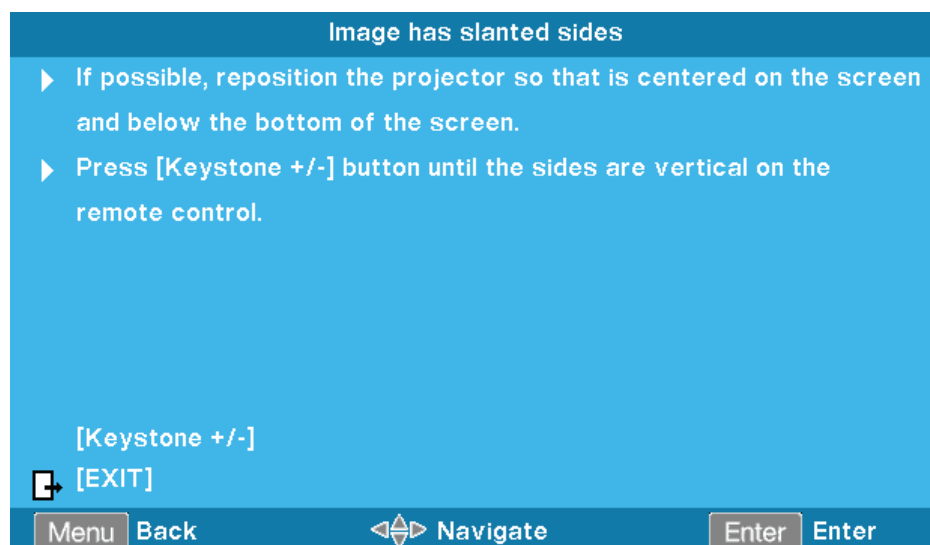 Image has slanted sides
If possible, reposition the projector so that is centered on the screen
and below the bottom of the screen.
Press [Keystone +/-] button until the sides are vertical on the
remote control.
[Keystone +/-]
[EXIT]
Menu Back Navigate Enter Enter